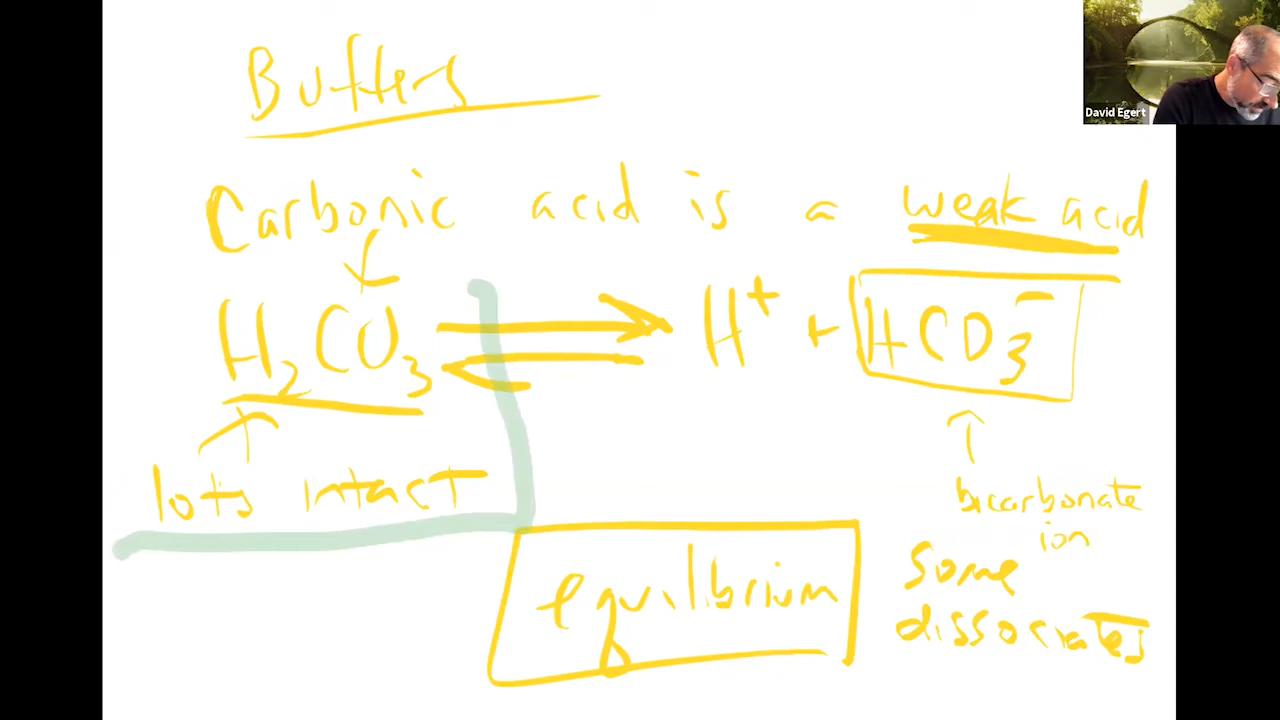 Buffers
David Egert
Carbonic acid is a weak acid
H₂CO₃ ⇌ H⁺ + HCO₃⁻
lots intact
bicarbonate
ion
equilibrium
some
dissociates